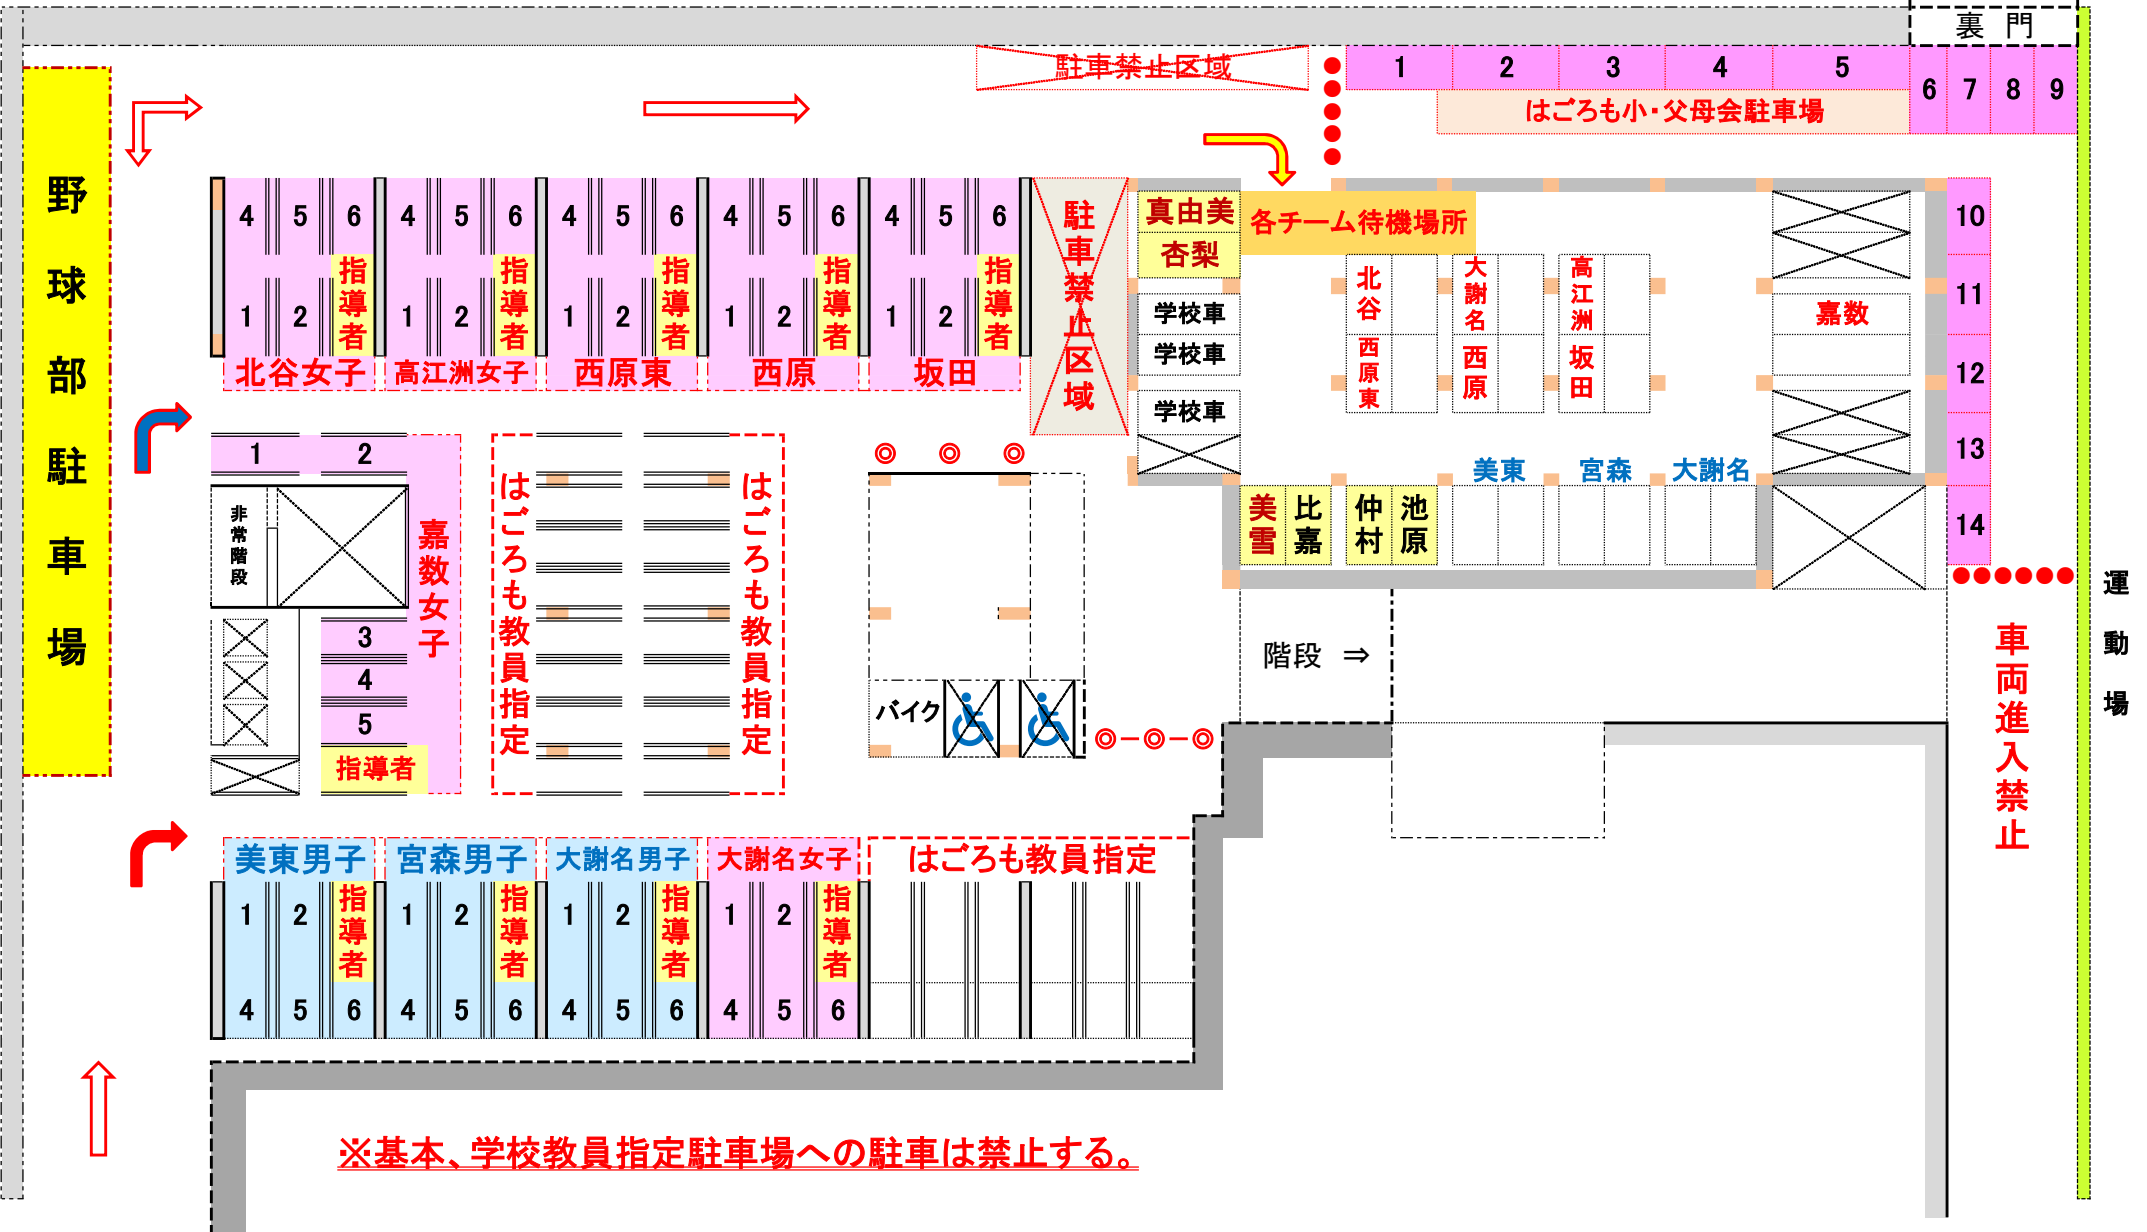 裏 門
駐車禁止区域
1 2 3 4 5 6 7 8 9
はごろも小・父母会駐車場
野球部駐車場
4 5 6 4 5 6 4 5 6 4 5 6 4 5 6
1 2 指導者 1 2 指導者 1 2 指導者 1 2 指導者 1 2 指導者
北谷女子 高江洲女子 西原東 西原 坂田
駐車禁止区域
真由美
杏梨
各チーム待機場所
学校車
学校車
学校車
北谷 大謝名 高江洲
西原東 西原 坂田
嘉数
10
11
12
13
14
美東 宮森 大謝名
美雪 比嘉 仲村 池原
1 2
非常階段
嘉数女子
3
4
5
指導者
はごろも教員指定
はごろも教員指定
バイク
階段 ⇒
運動場
車両進入禁止
美東男子 宮森男子 大謝名男子 大謝名女子 はごろも教員指定
1 2 指導者 1 2 指導者 1 2 指導者 1 2 指導者
4 5 6 4 5 6 4 5 6 4 5 6
※基本、学校教員指定駐車場への駐車は禁止する。